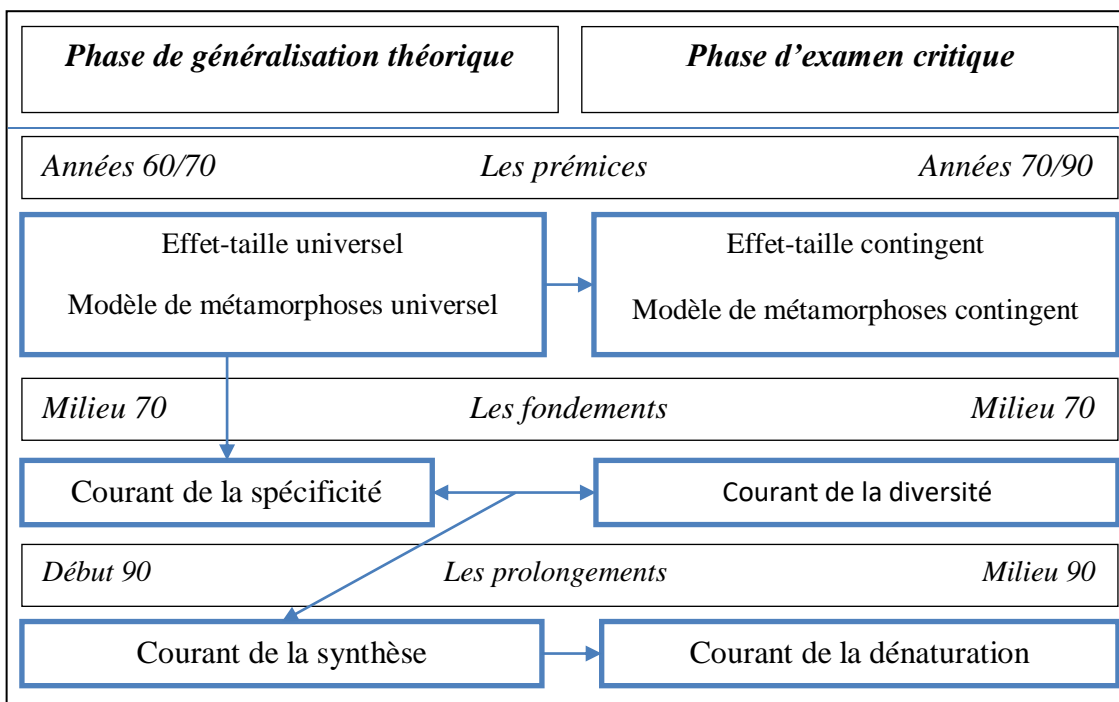 Phase de généralisation théorique
Phase d’examen critique
Années 60/70 Les prémices Années 70/90
Effet-taille universel
Modèle de métamorphoses universel
Effet-taille contingent
Modèle de métamorphoses contingent
Milieu 70 Les fondements Milieu 70
Courant de la spécificité
Courant de la diversité
Début 90 Les prolongements Milieu 90
Courant de la synthèse
Courant de la dénaturation